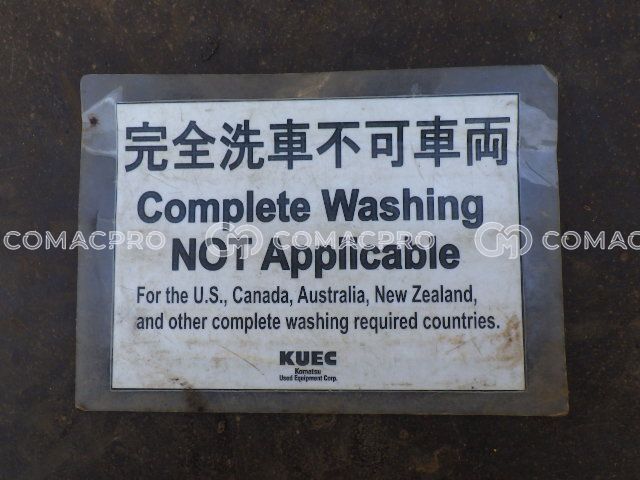 完全洗車不可車両
Complete Washing
NOT Applicable
COMACPRO COMACPRO COMACPRO
For the U.S., Canada, Australia, New Zealand,
and other complete washing required countries.
KUEC
Komatsu
Used Equipment Corp.